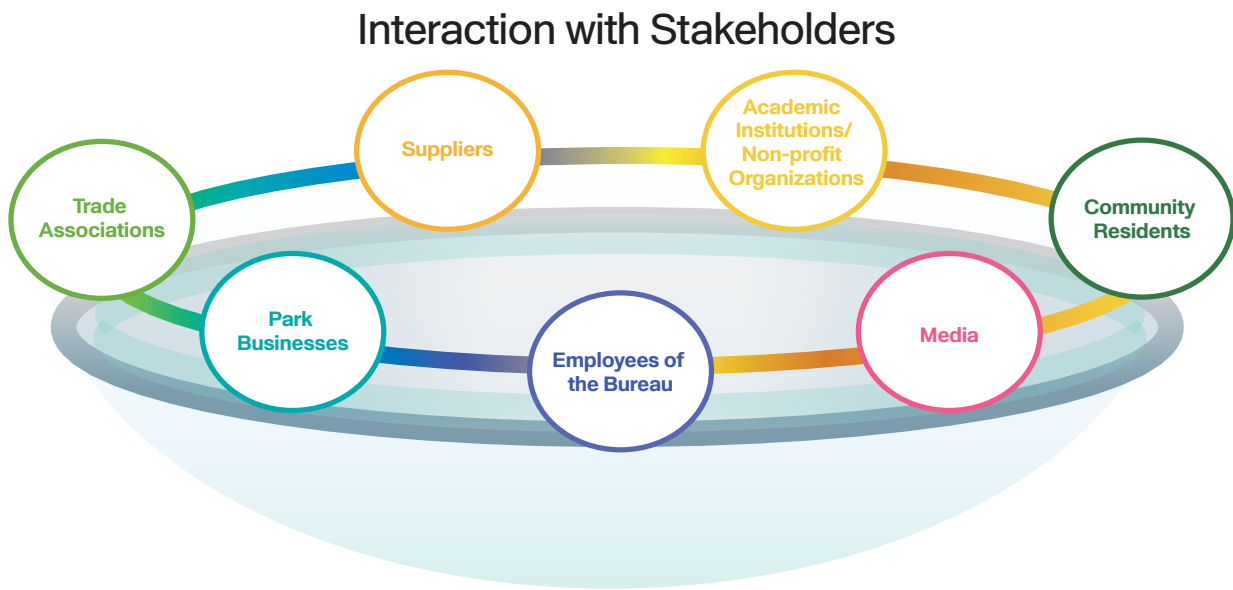 Interaction with Stakeholders
Suppliers
Academic
Institutions/
Non-profit
Organizations
Trade
Associations
Community
Residents
Park
Businesses
Employees of
the Bureau
Media